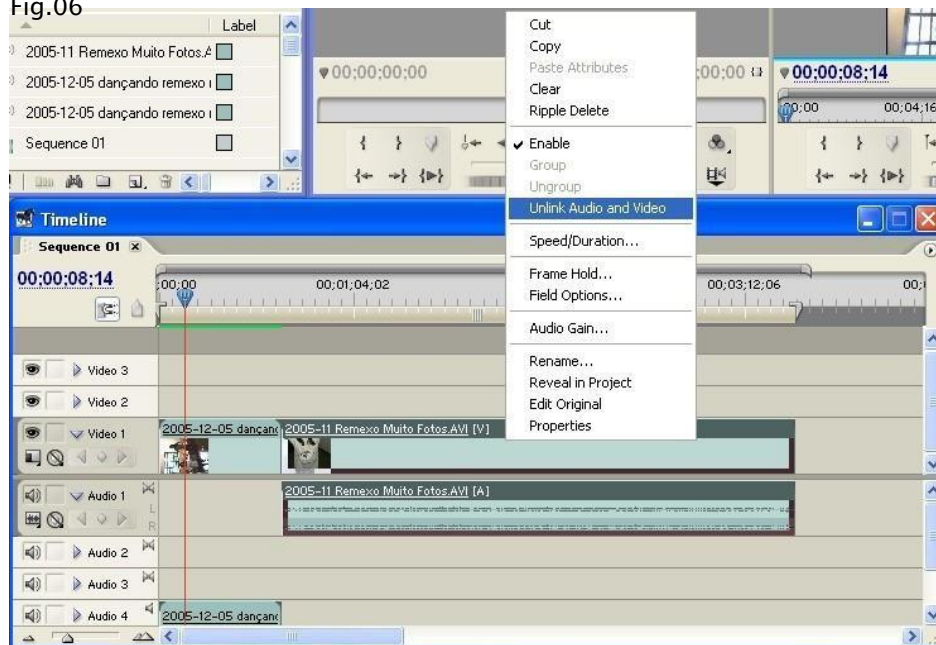 Fig.06
Label
2005-11 Remexo Muito Fotos.A
2005-12-05 dançando remexo
2005-12-05 dançando remexo
Sequence 01
00;00;00;00
;00;00
00:00:08:14
00;00
00;04;16
Cut
Copy
Paste Attributes
Clear
Ripple Delete
Enable
Group
Ungroup
Unlink Audio and Video
Speed/Duration...
Frame Hold...
Field Options...
Audio Gain...
Rename...
Reveal in Project
Edit Original
Properties
Timeline
Sequence 01
00:00:08:14
;00;00
00;01;04;02
00;03;12;06
00;
Video 3
Video 2
Video 1
2005-12-05 dançand
2005-11 Remexo Muito Fotos.AVI [V]
Audio 1
L
R
2005-11 Remexo Muito Fotos.AVI [A]
Audio 2
Audio 3
Audio 4
2005-12-05 dançand